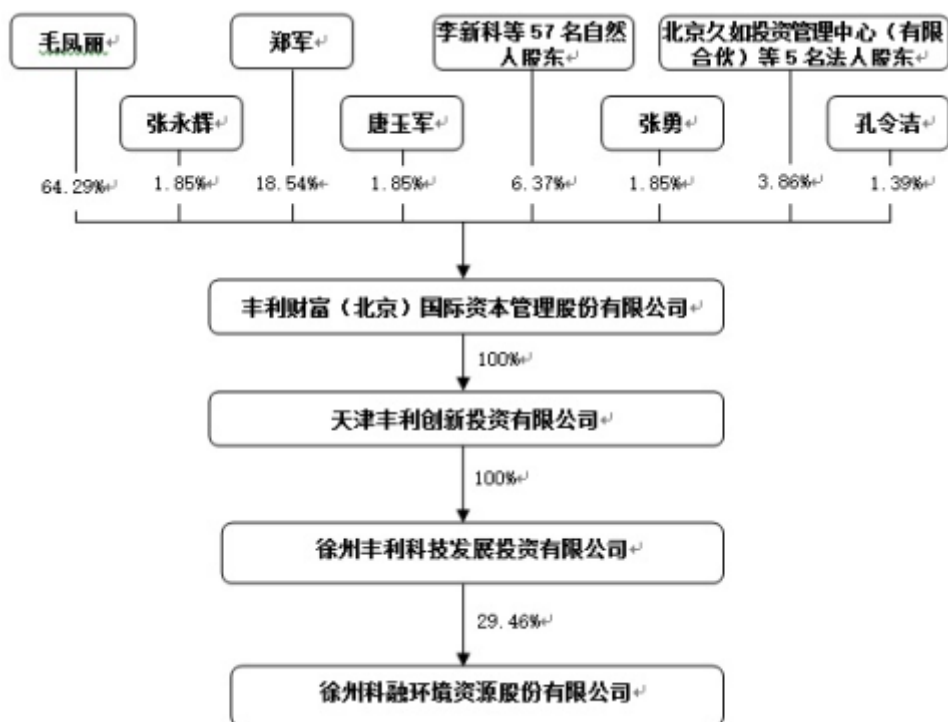 毛凤丽
郑军
李新科等 57 名自然
人股东
北京久如投资管理中心（有限
合伙）等 5 名法人股东
张永辉
唐玉军
张勇
孔令洁
64.29%
1.85%
18.54%
1.85%
6.37%
1.85%
3.86%
1.39%
丰利财富（北京）国际资本管理股份有限公司
100%
天津丰利创新投资有限公司
100%
徐州丰利科技发展投资有限公司
29.46%
徐州科融环境资源股份有限公司